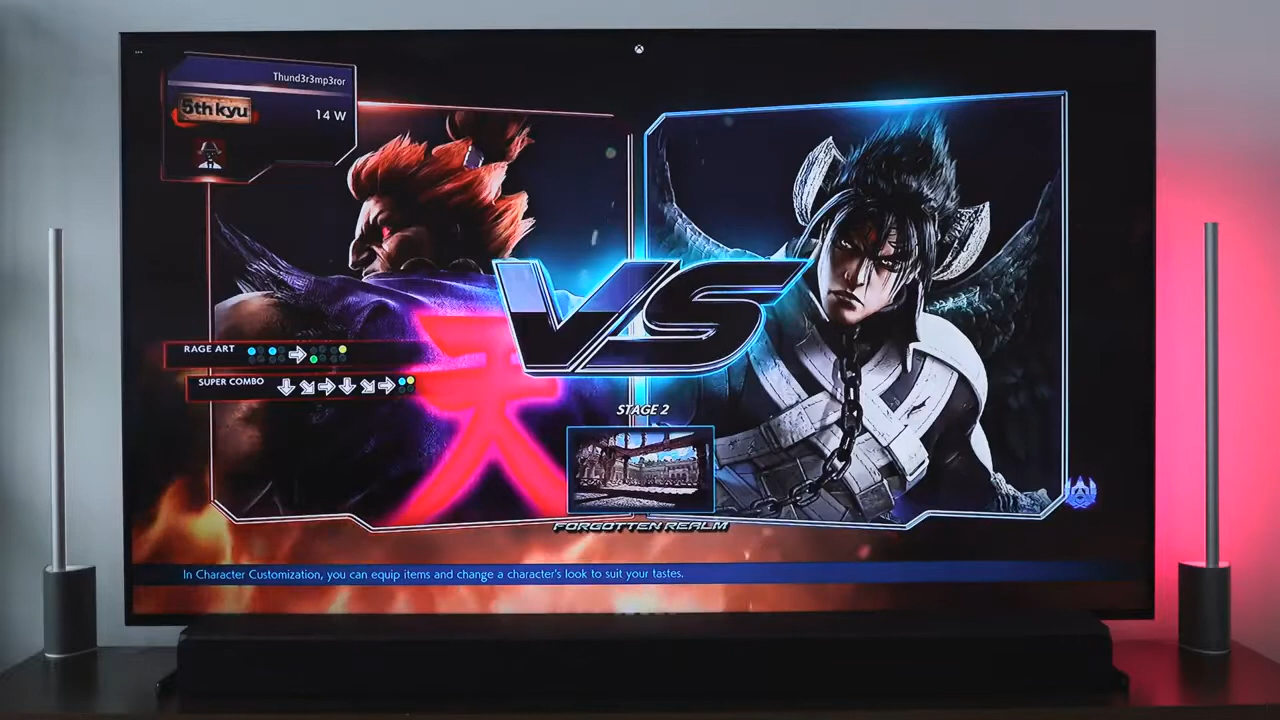 Thund3r3mp3ror
5th kyu
14 W
VS
RAGE ART
SUPER COMBO
天
STAGE 2
FORGOTTEN REALM
In Character Customization, you can equip items and change a character's look to suit your tastes.